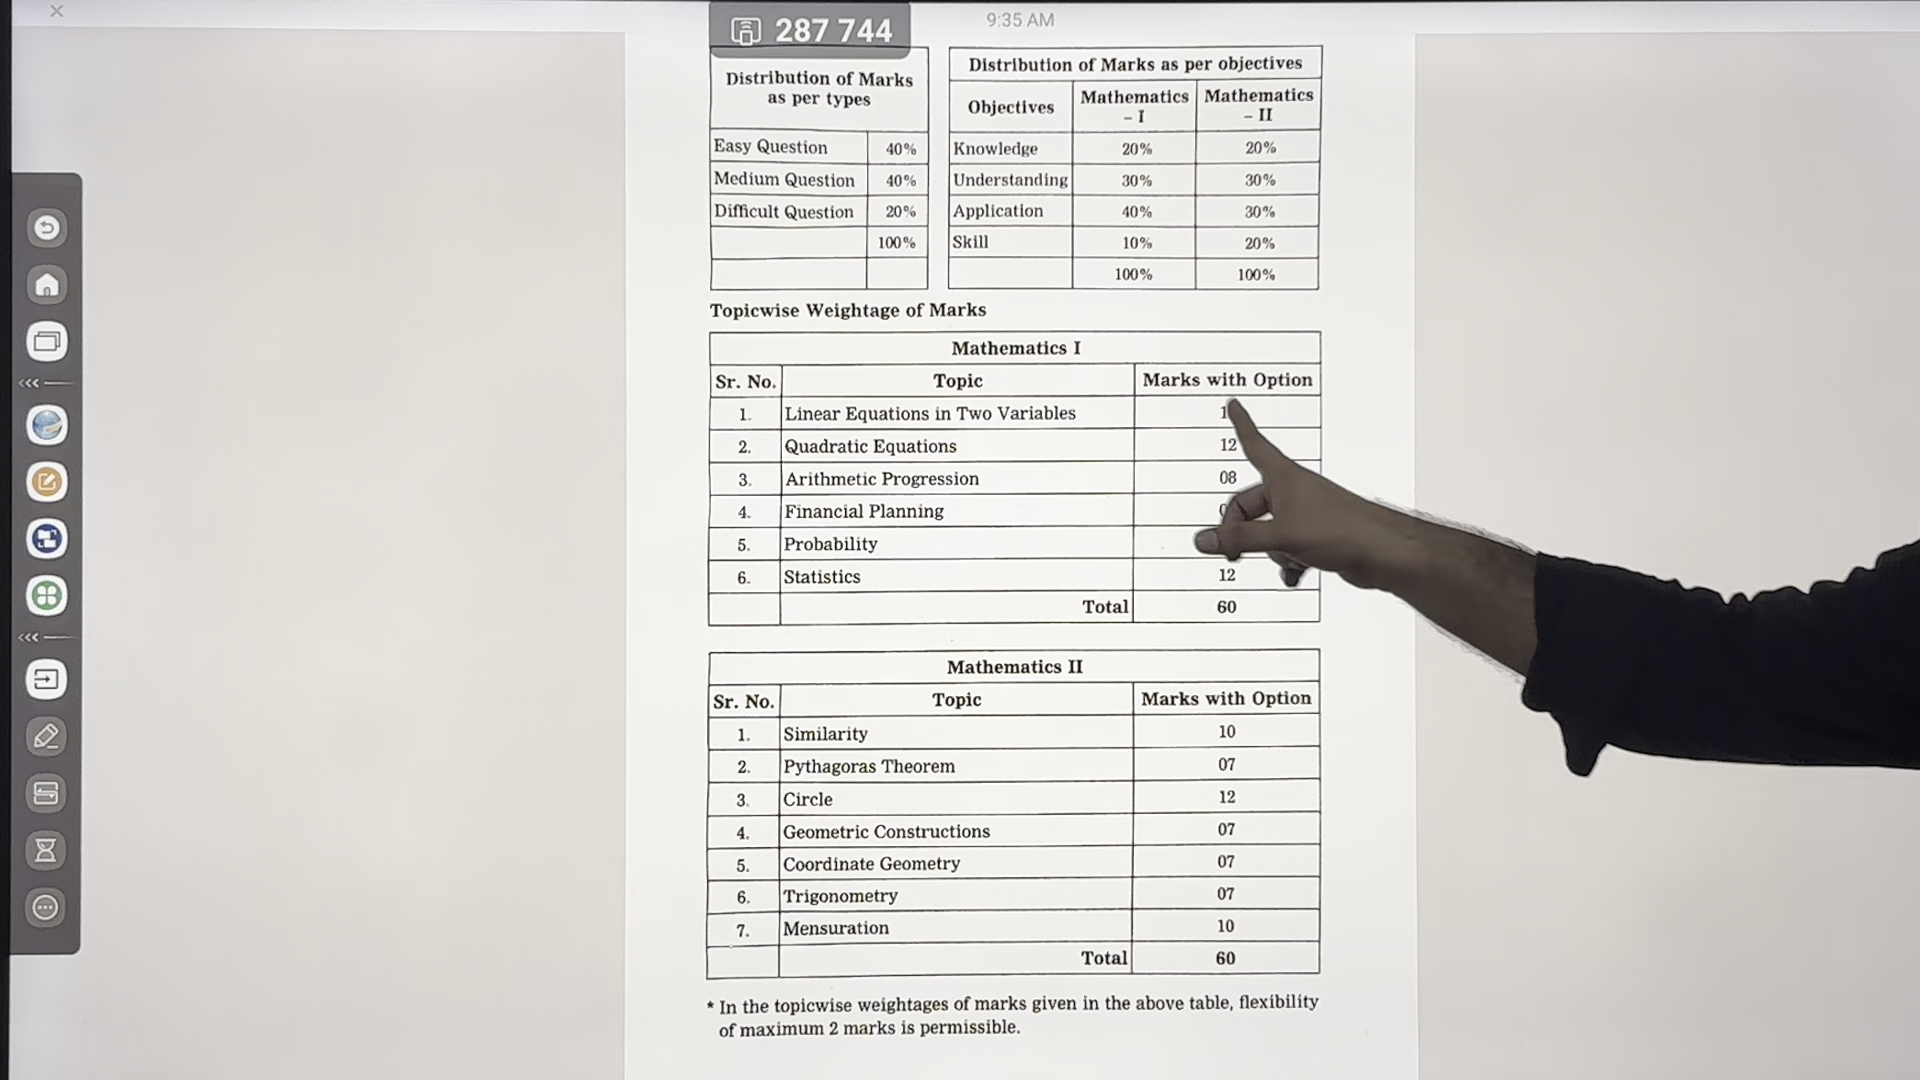 287 744
9:35 AM
Distribution of Marks
as per types
Easy Question 40%
Medium Question 40%
Difficult Question 20%
100%
Distribution of Marks as per objectives
Objectives Mathematics – I Mathematics – II
Knowledge 20% 20%
Understanding 30% 30%
Application 40% 30%
Skill 10% 20%
100% 100%
Topicwise Weightage of Marks
Mathematics I
Sr. No. Topic Marks with Option
1. Linear Equations in Two Variables
2. Quadratic Equations 12
3. Arithmetic Progression 08
4. Financial Planning
5. Probability
6. Statistics 12
Total 60
Mathematics II
Sr. No. Topic Marks with Option
1. Similarity 10
2. Pythagoras Theorem 07
3. Circle 12
4. Geometric Constructions 07
5. Coordinate Geometry 07
6. Trigonometry 07
7. Mensuration 10
Total 60
* In the topicwise weightages of marks given in the above table, flexibility
of maximum 2 marks is permissible.